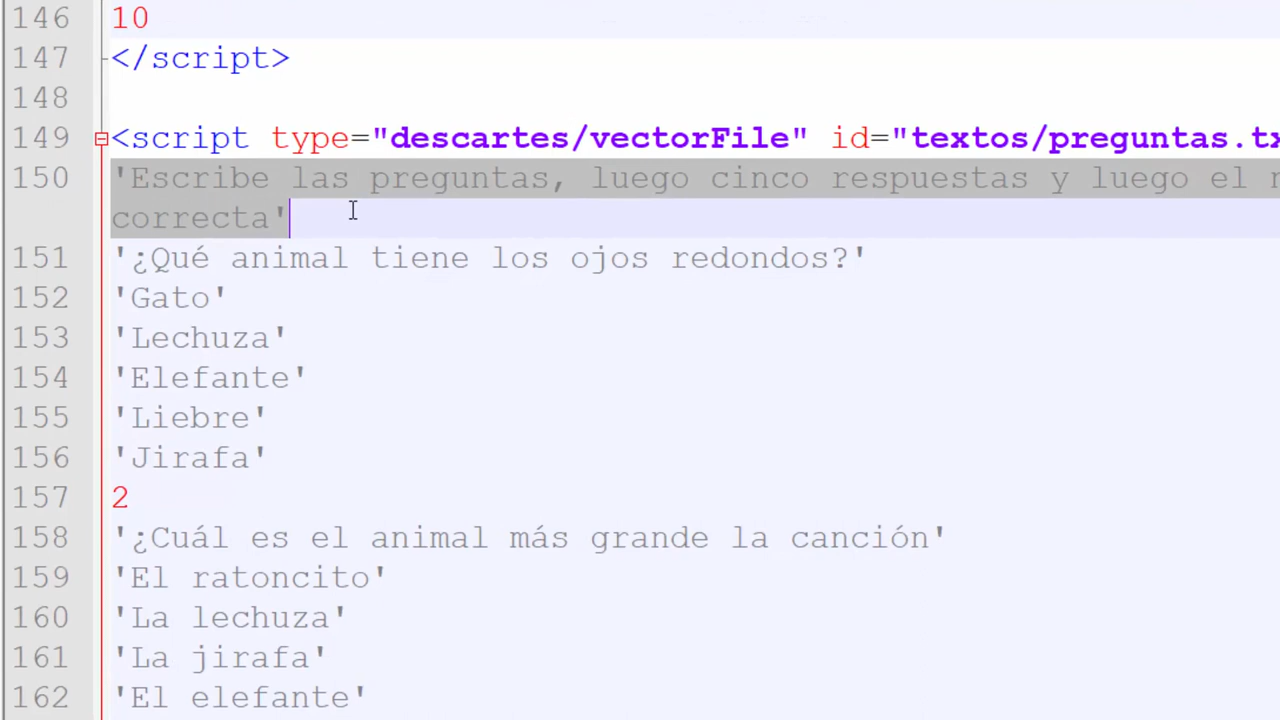 146 10
147 </script>
148
149 <script type="descartes/vectorFile" id="textos/preguntas.tx
150 'Escribe las preguntas, luego cinco respuestas y luego el
correcta'
151 '¿Qué animal tiene los ojos redondos?'
152 'Gato'
153 'Lechuza'
154 'Elefante'
155 'Liebre'
156 'Jirafa'
157 2
158 '¿Cuál es el animal más grande la canción'
159 'El ratoncito'
160 'La lechuza'
161 'La jirafa'
162 'El elefante'